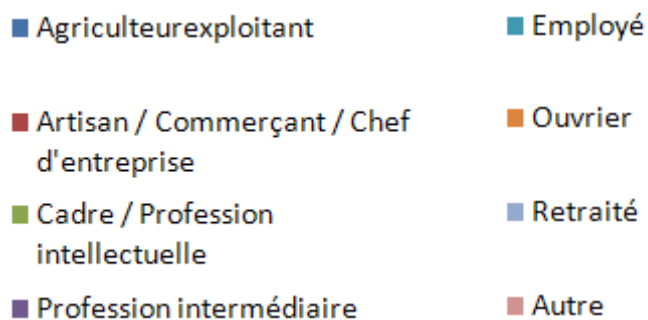 Agriculteurexploitant
Artisan / Commerçant / Chef
d'entreprise
Cadre / Profession
intellectuelle
Profession intermédiaire
Employé
Ouvrier
Retraité
Autre